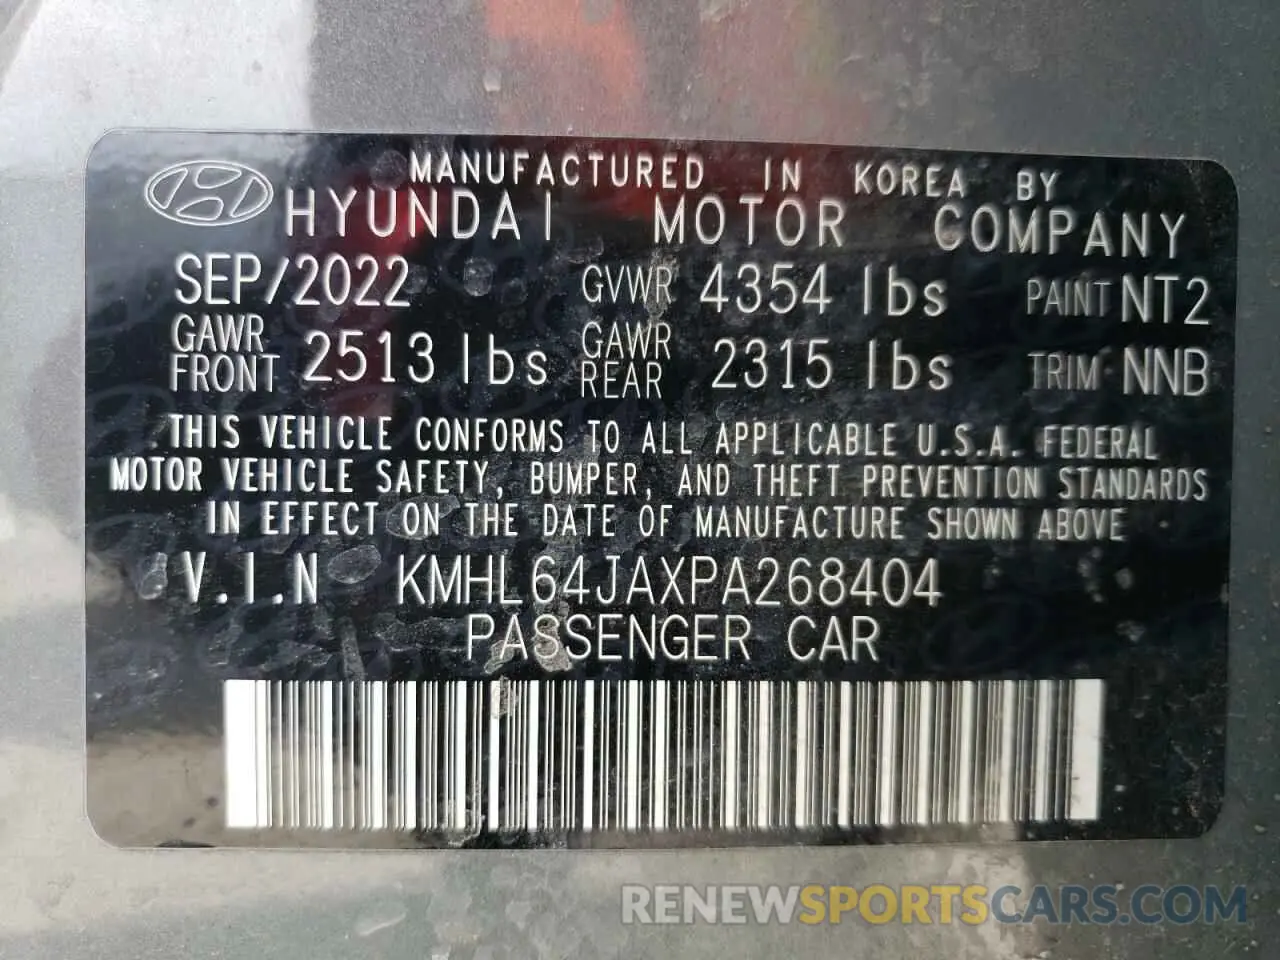 MANUFACTURED IN KOREA BY
HYUNDAI MOTOR COMPANY
SEP/2022 GVWR 4354 lbs PAINT NT2
GAWR FRONT 2513 lbs GAWR REAR 2315 lbs TRIM NNB
THIS VEHICLE CONFORMS TO ALL APPLICABLE U.S.A. FEDERAL
MOTOR VEHICLE SAFETY, BUMPER, AND THEFT PREVENTION STANDARDS
IN EFFECT ON THE DATE OF MANUFACTURE SHOWN ABOVE
V.I.N KMHL64JAXPA268404
PASSENGER CAR
RENEWSPORTSCARS.COM